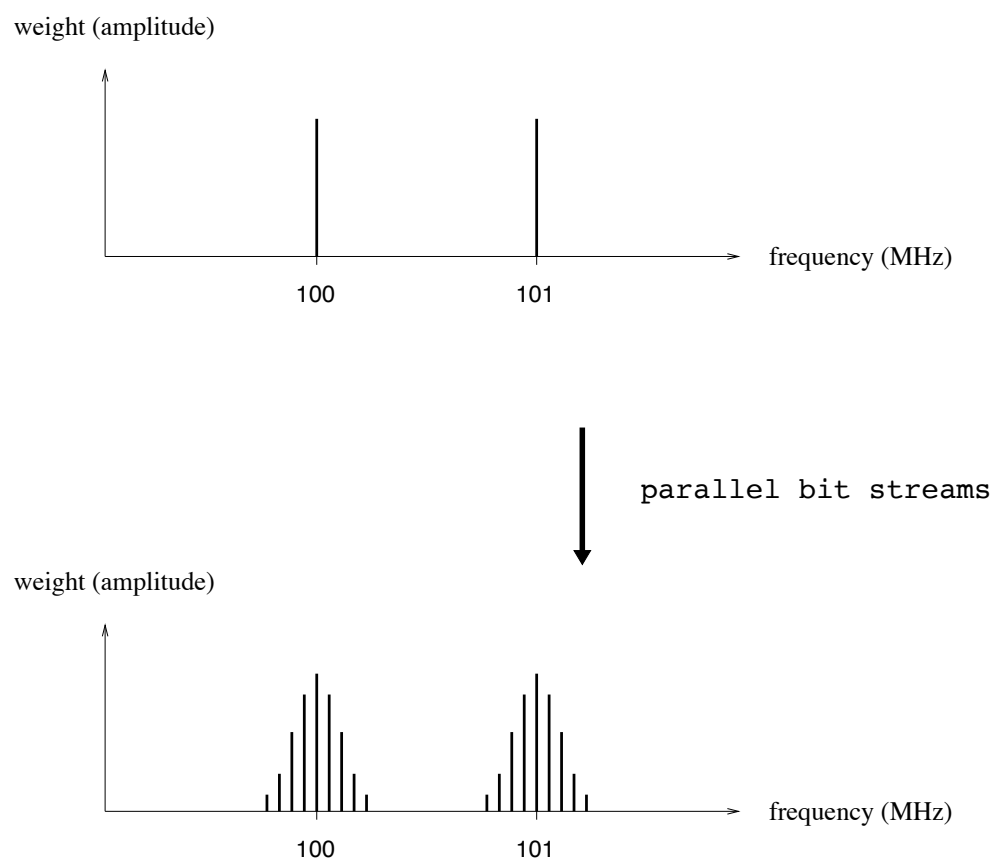 weight (amplitude)
frequency (MHz)
100
101
parallel bit streams
weight (amplitude)
frequency (MHz)
100
101